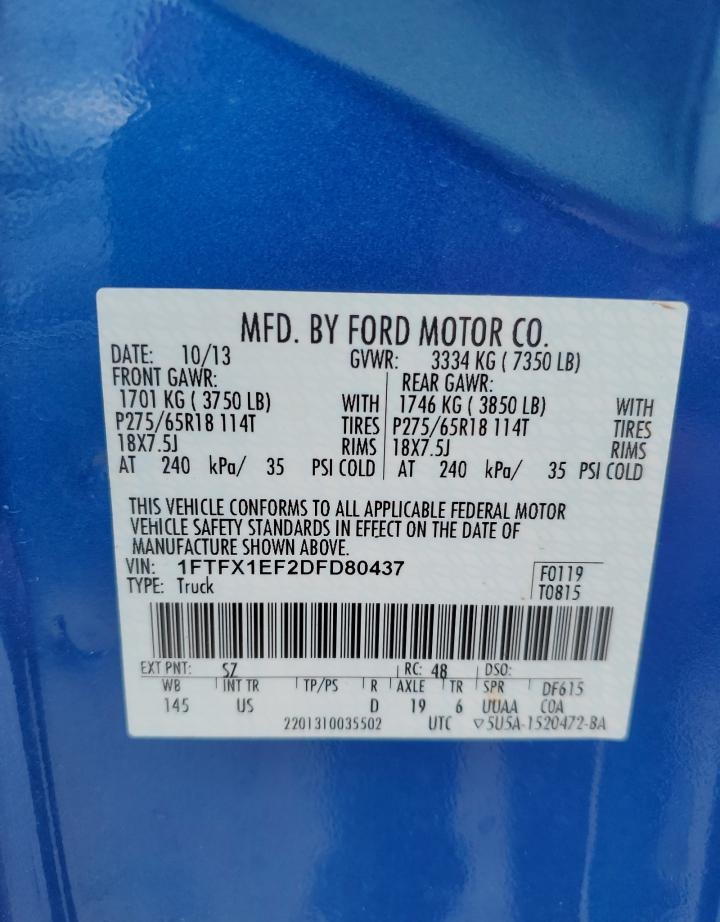 MFD. BY FORD MOTOR CO.
DATE: 10/13 GVWR: 3334 KG ( 7350 LB)
FRONT GAWR: REAR GAWR:
1701 KG ( 3750 LB) WITH 1746 KG ( 3850 LB) WITH
P275/65R18 114T TIRES P275/65R18 114T TIRES
18X7.5J RIMS 18X7.5J RIMS
AT 240 kPa/ 35 PSI COLD AT 240 kPa/ 35 PSI COLD
THIS VEHICLE CONFORMS TO ALL APPLICABLE FEDERAL MOTOR
VEHICLE SAFETY STANDARDS IN EFFECT ON THE DATE OF
MANUFACTURE SHOWN ABOVE.
VIN: 1FTFX1EF2DFD80437 F0119
TYPE: Truck T0815
EXT PNT: SZ RC: 48 DSO:
WB INT TR TP/PS R AXLE TR SPR DF615
145 US D 19 6 UUAA COA
2201310035502 UTC ▽5U5A-1520472-BA